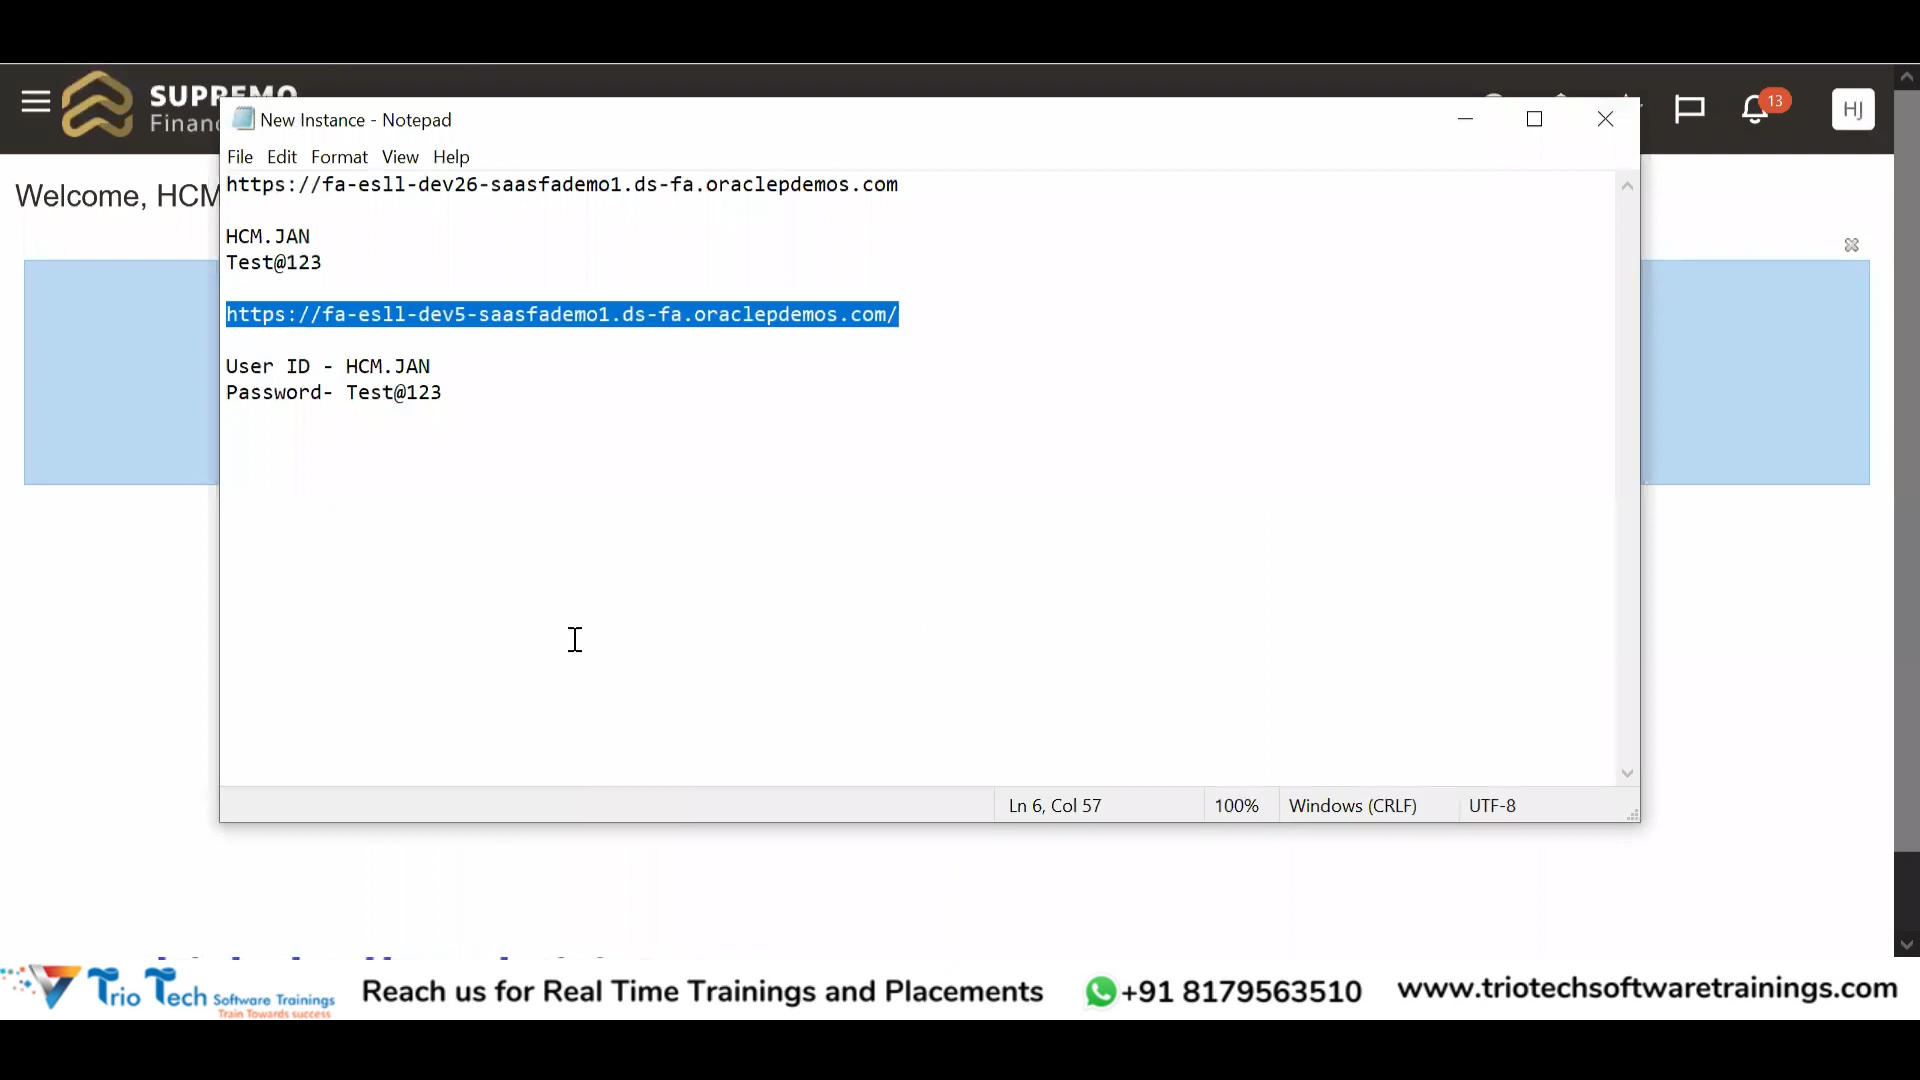 SUPREMO
Financ
13
HJ
New Instance - Notepad
File Edit Format View Help
https://fa-esll-dev26-saasfademo1.ds-fa.oraclepdemos.com
Welcome, HCM
HCM.JAN
Test@123
https://fa-esll-dev5-saasfademo1.ds-fa.oraclepdemos.com/
User ID - HCM.JAN
Password- Test@123
Ln 6, Col 57
100%
Windows (CRLF)
UTF-8
Trio Tech Software Trainings
Train Towards success
Reach us for Real Time Trainings and Placements
+91 8179563510
www.triotechsoftwaretrainings.com